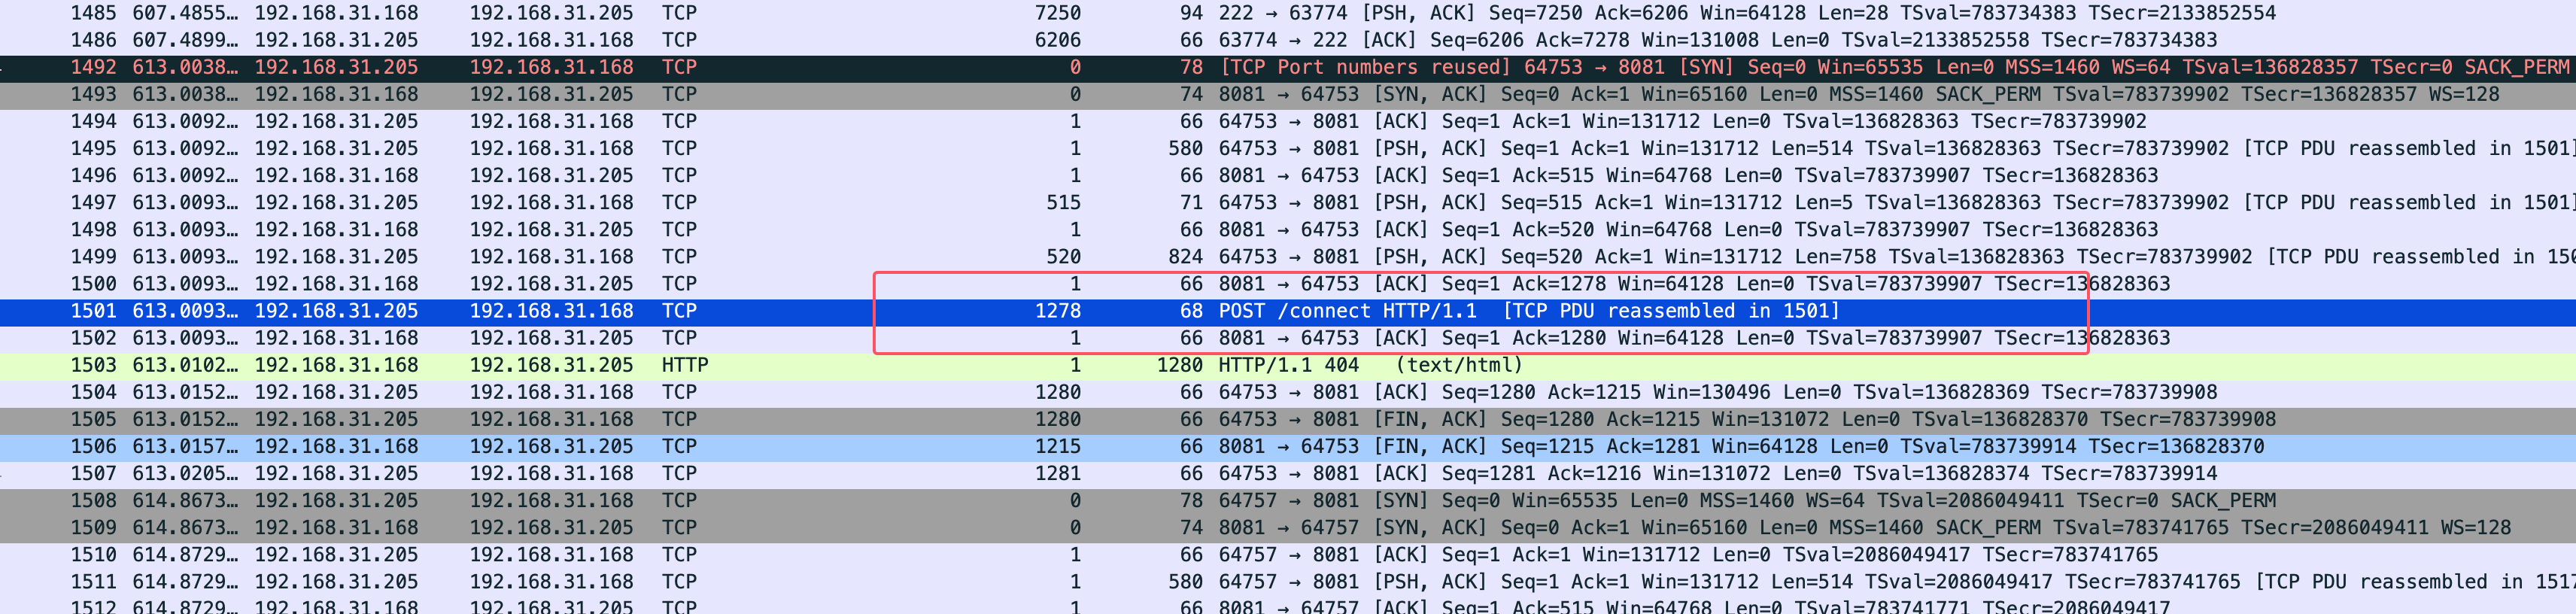 1485 607.4855… 192.168.31.168 192.168.31.205 TCP 7250 94 222 → 63774 [PSH, ACK] Seq=7250 Ack=6206 Win=64128 Len=28 TSval=783734383 TSecr=2133852554
1486 607.4899… 192.168.31.205 192.168.31.168 TCP 6206 66 63774 → 222 [ACK] Seq=6206 Ack=7278 Win=131008 Len=0 TSval=2133852558 TSecr=783734383
1492 613.0038… 192.168.31.205 192.168.31.168 TCP 0 78 [TCP Port numbers reused] 64753 → 8081 [SYN] Seq=0 Win=65535 Len=0 MSS=1460 WS=64 TSval=136828357 TSecr=0 SACK_PERM
1493 613.0038… 192.168.31.168 192.168.31.205 TCP 0 74 8081 → 64753 [SYN, ACK] Seq=0 Ack=1 Win=65160 Len=0 MSS=1460 SACK_PERM TSval=783739902 TSecr=136828357 WS=128
1494 613.0092… 192.168.31.205 192.168.31.168 TCP 1 66 64753 → 8081 [ACK] Seq=1 Ack=1 Win=131712 Len=0 TSval=136828363 TSecr=783739902
1495 613.0092… 192.168.31.205 192.168.31.168 TCP 1 580 64753 → 8081 [PSH, ACK] Seq=1 Ack=1 Win=131712 Len=514 TSval=136828363 TSecr=783739902 [TCP PDU reassembled in 1501]
1496 613.0092… 192.168.31.168 192.168.31.205 TCP 1 66 8081 → 64753 [ACK] Seq=1 Ack=515 Win=64768 Len=0 TSval=783739907 TSecr=136828363
1497 613.0093… 192.168.31.205 192.168.31.168 TCP 515 71 64753 → 8081 [PSH, ACK] Seq=515 Ack=1 Win=131712 Len=5 TSval=136828363 TSecr=783739902 [TCP PDU reassembled in 1501]
1498 613.0093… 192.168.31.168 192.168.31.205 TCP 1 66 8081 → 64753 [ACK] Seq=1 Ack=520 Win=64768 Len=0 TSval=783739907 TSecr=136828363
1499 613.0093… 192.168.31.205 192.168.31.168 TCP 520 824 64753 → 8081 [PSH, ACK] Seq=520 Ack=1 Win=131712 Len=758 TSval=136828363 TSecr=783739902 [TCP PDU reassembled in 150
1500 613.0093… 192.168.31.168 192.168.31.205 TCP 1 66 8081 → 64753 [ACK] Seq=1 Ack=1278 Win=64128 Len=0 TSval=783739907 TSecr=136828363
1501 613.0093… 192.168.31.205 192.168.31.168 TCP 1278 68 POST /connect HTTP/1.1 [TCP PDU reassembled in 1501]
1502 613.0093… 192.168.31.168 192.168.31.205 TCP 1 66 8081 → 64753 [ACK] Seq=1 Ack=1280 Win=64128 Len=0 TSval=783739907 TSecr=136828363
1503 613.0102… 192.168.31.168 192.168.31.205 HTTP 1 1280 HTTP/1.1 404 (text/html)
1504 613.0152… 192.168.31.205 192.168.31.168 TCP 1280 66 64753 → 8081 [ACK] Seq=1280 Ack=1215 Win=130496 Len=0 TSval=136828369 TSecr=783739908
1505 613.0152… 192.168.31.205 192.168.31.168 TCP 1280 66 64753 → 8081 [FIN, ACK] Seq=1280 Ack=1215 Win=131072 Len=0 TSval=136828370 TSecr=783739908
1506 613.0157… 192.168.31.168 192.168.31.205 TCP 1215 66 8081 → 64753 [FIN, ACK] Seq=1215 Ack=1281 Win=64128 Len=0 TSval=783739914 TSecr=136828370
1507 613.0205… 192.168.31.205 192.168.31.168 TCP 1281 66 64753 → 8081 [ACK] Seq=1281 Ack=1216 Win=131072 Len=0 TSval=136828374 TSecr=783739914
1508 614.8673… 192.168.31.205 192.168.31.168 TCP 0 78 64757 → 8081 [SYN] Seq=0 Win=65535 Len=0 MSS=1460 WS=64 TSval=2086049411 TSecr=0 SACK_PERM
1509 614.8673… 192.168.31.168 192.168.31.205 TCP 0 74 8081 → 64757 [SYN, ACK] Seq=0 Ack=1 Win=65160 Len=0 MSS=1460 SACK_PERM TSval=783741765 TSecr=2086049411 WS=128
1510 614.8729… 192.168.31.205 192.168.31.168 TCP 1 66 64757 → 8081 [ACK] Seq=1 Ack=1 Win=131712 Len=0 TSval=2086049417 TSecr=783741765
1511 614.8729… 192.168.31.205 192.168.31.168 TCP 1 580 64757 → 8081 [PSH, ACK] Seq=1 Ack=1 Win=131712 Len=514 TSval=2086049417 TSecr=783741765 [TCP PDU reassembled in 1517
1512 614.8729… 192.168.31.168 192.168.31.205 TCP 1 66 8081 → 64757 [ACK] Seq=1 Ack=515 Win=64768 Len=0 TSval=783741771 TSecr=2086049417